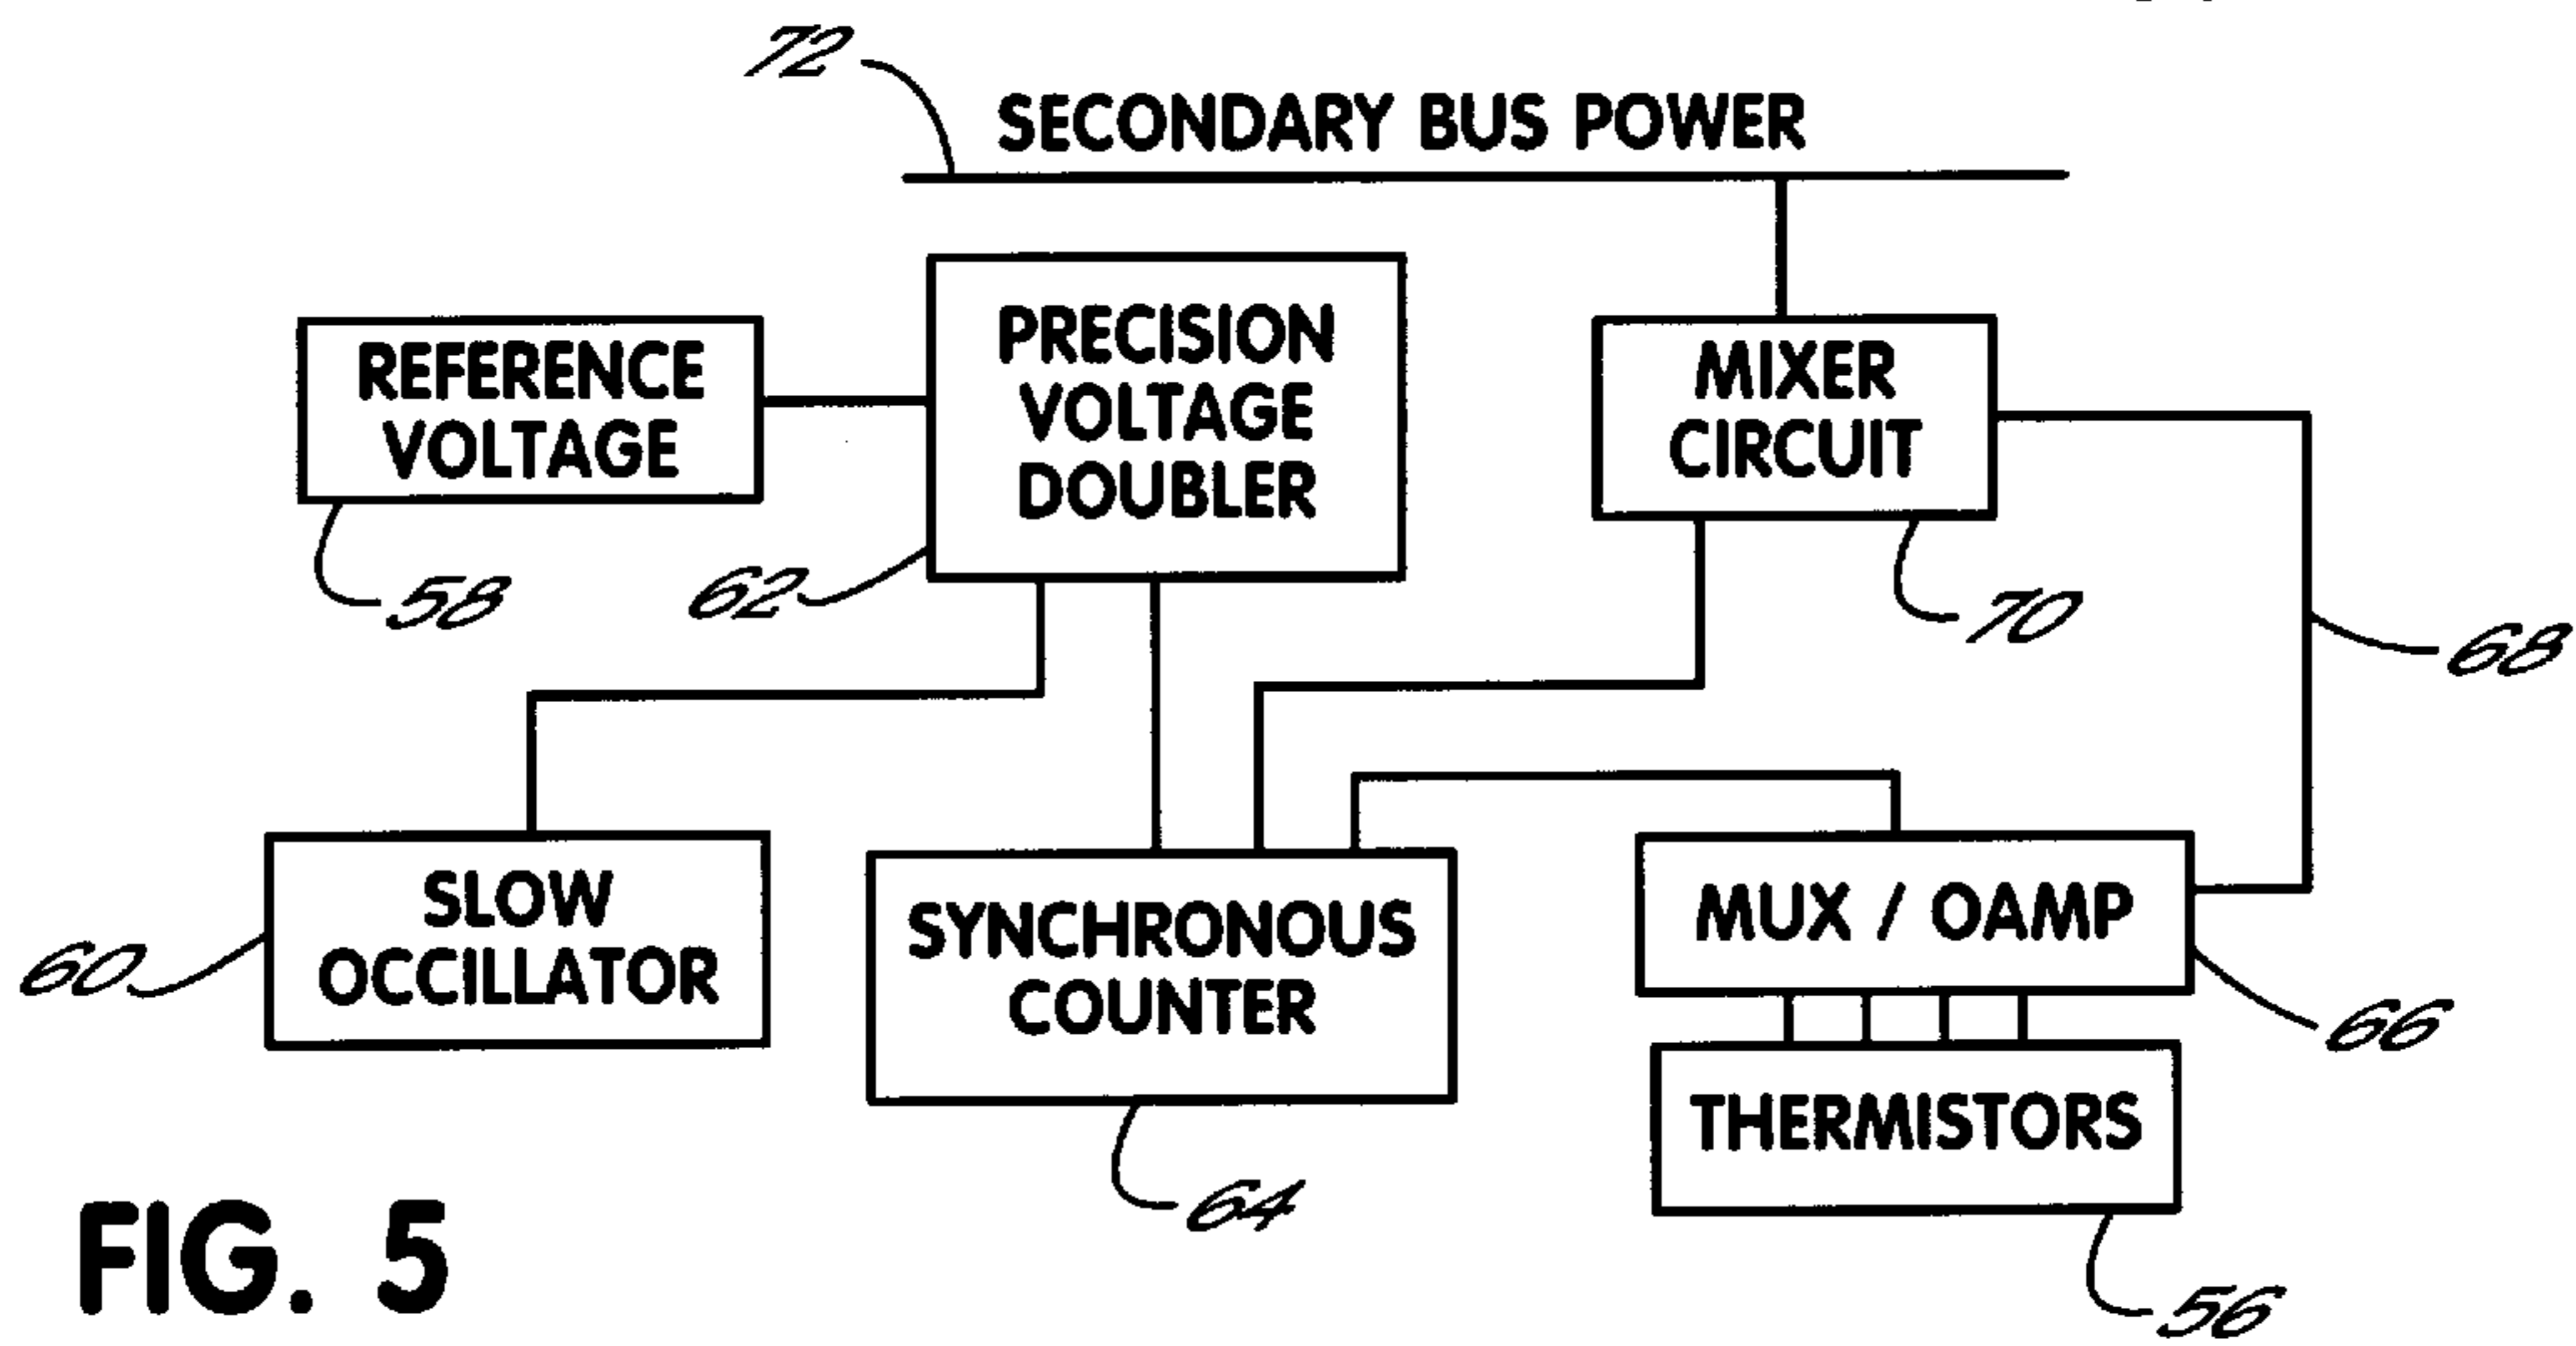 72
SECONDARY BUS POWER
REFERENCE
VOLTAGE
58
PRECISION
VOLTAGE
DOUBLER
62
MIXER
CIRCUIT
70
68
SLOW
OCCILLATOR
60
SYNCHRONOUS
COUNTER
64
MUX / OAMP
66
THERMISTORS
56
FIG. 5